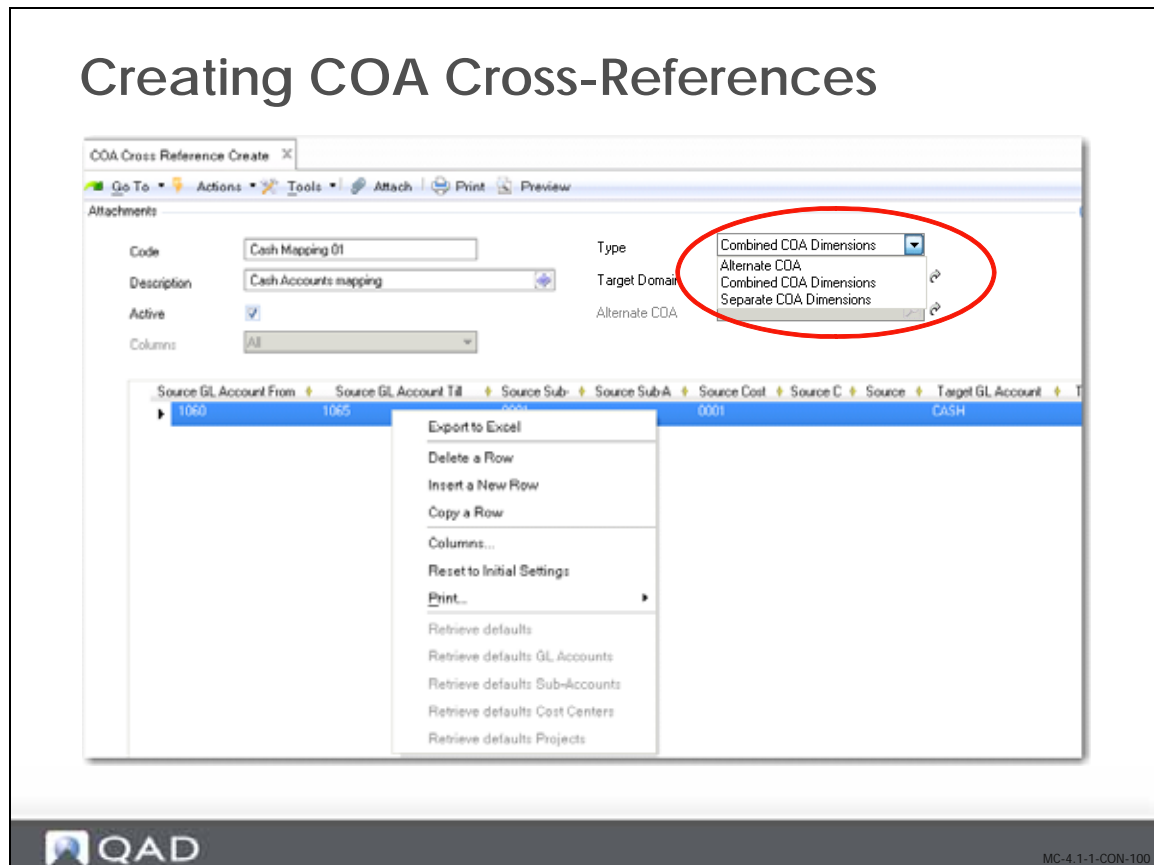 Creating COA Cross-References
COA Cross Reference Create
Go To Actions Tools Attach Print Preview
Attachments
Code Cash Mapping 01 Type Combined COA Dimensions
Alternate COA
Description Cash Accounts mapping Target Domain Combined COA Dimensions
Separate COA Dimensions
Active Alternate COA
Columns All
Source GL Account From Source GL Account Till Source Sub- Source Sub-A Source Cost Source C Source Target GL Account T
1060 1065 0001 0001 CASH
Export to Excel
Delete a Row
Insert a New Row
Copy a Row
Columns...
Reset to Initial Settings
Print...
Retrieve defaults
Retrieve defaults GL Accounts
Retrieve defaults Sub-Accounts
Retrieve defaults Cost Centers
Retrieve defaults Projects
QAD
MC-4.1-1-CON-100